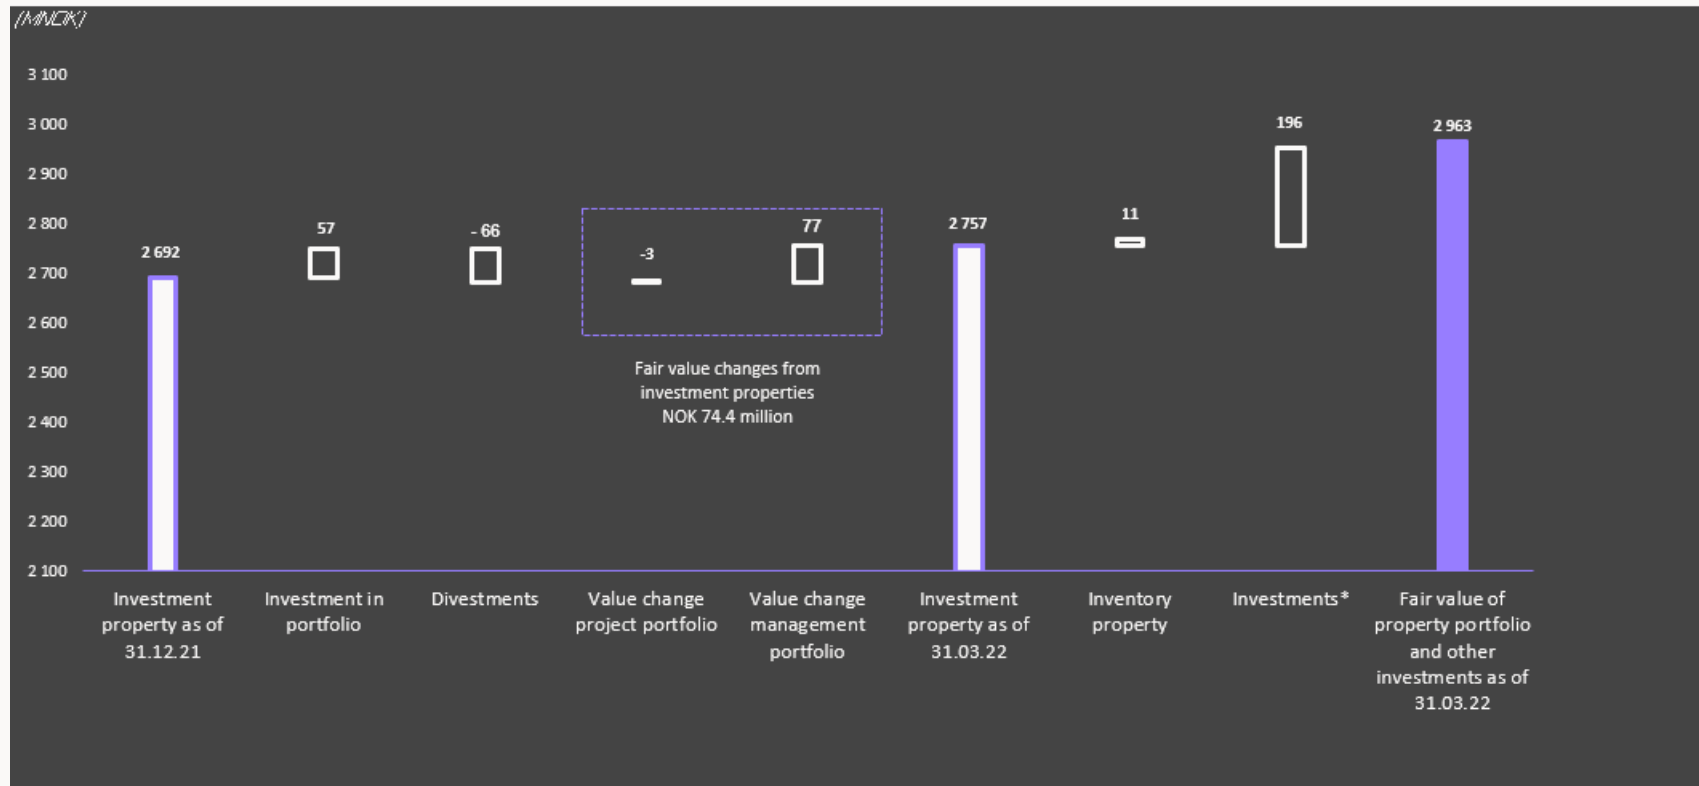 (MNOK)
3 100
3 000
2 900
2 800
2 700
2 600
2 500
2 400
2 300
2 200
2 100
2 692
57
- 66
-3
77
2 757
11
196
2 963
Fair value changes from
investment properties
NOK 74.4 million
Investment
property as of
31.12.21
Investment in
portfolio
Divestments
Value change
project portfolio
Value change
management
portfolio
Investment
property as of
31.03.22
Inventory
property
Investments*
Fair value of
property portfolio
and other
investments as of
31.03.22